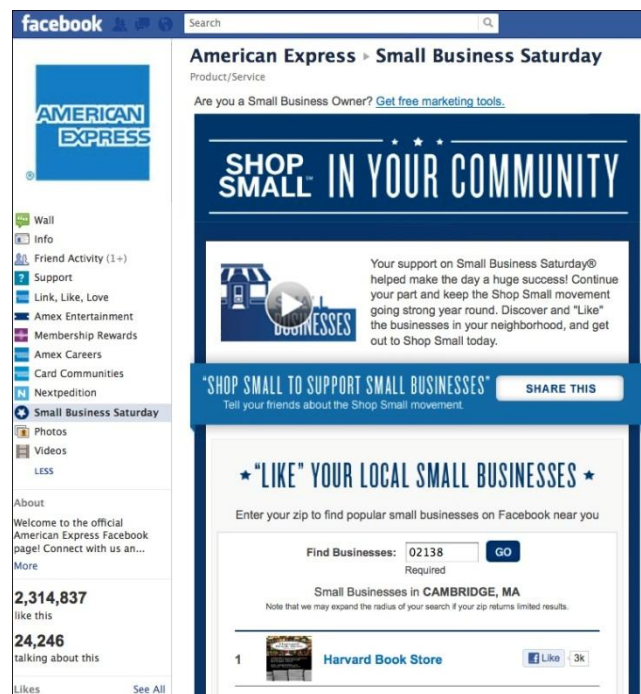 facebook
Search
American Express ▸ Small Business Saturday
Product/Service
Are you a Small Business Owner? Get free marketing tools.
AMERICAN
EXPRESS
®
Wall
Info
Friend Activity (1+)
Support
Link, Like, Love
Amex Entertainment
Membership Rewards
Amex Careers
Card Communities
Nextpedition
Small Business Saturday
Photos
Videos
LESS
About
Welcome to the official
American Express Facebook
page! Connect with us an...
More
2,314,837
like this
24,246
talking about this
Likes See All
SHOP
SMALL™ IN YOUR COMMUNITY
SMALL
BUSINESSES
Your support on Small Business Saturday®
helped make the day a huge success! Continue
your part and keep the Shop Small movement
going strong year round. Discover and "Like"
the businesses in your neighborhood, and get
out to Shop Small today.
"SHOP SMALL TO SUPPORT SMALL BUSINESSES"
Tell your friends about the Shop Small movement.
SHARE THIS
★"LIKE" YOUR LOCAL SMALL BUSINESSES★
Enter your zip to find popular small businesses on Facebook near you
Find Businesses: 02138 GO
Required
Small Businesses in CAMBRIDGE, MA
Note that we may expand the radius of your search if your zip returns limited results.
1 Harvard Book Store Like 3k